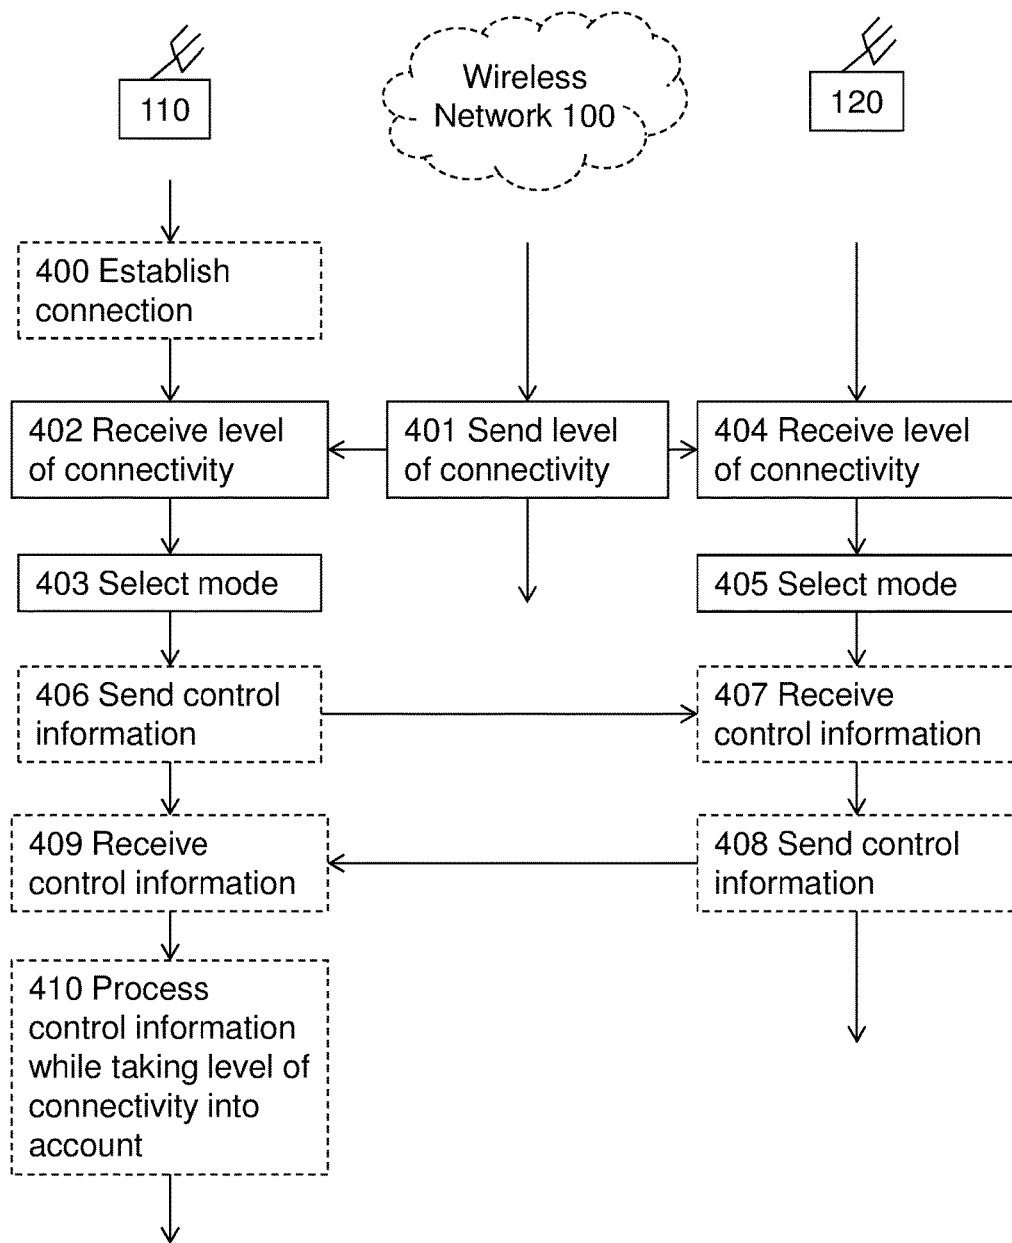 110
Wireless
Network 100
120
400 Establish
connection
402 Receive level
of connectivity
401 Send level
of connectivity
404 Receive level
of connectivity
403 Select mode
405 Select mode
406 Send control
information
407 Receive
control information
409 Receive
control information
408 Send control
information
410 Process
control information
while taking level of
connectivity into
account